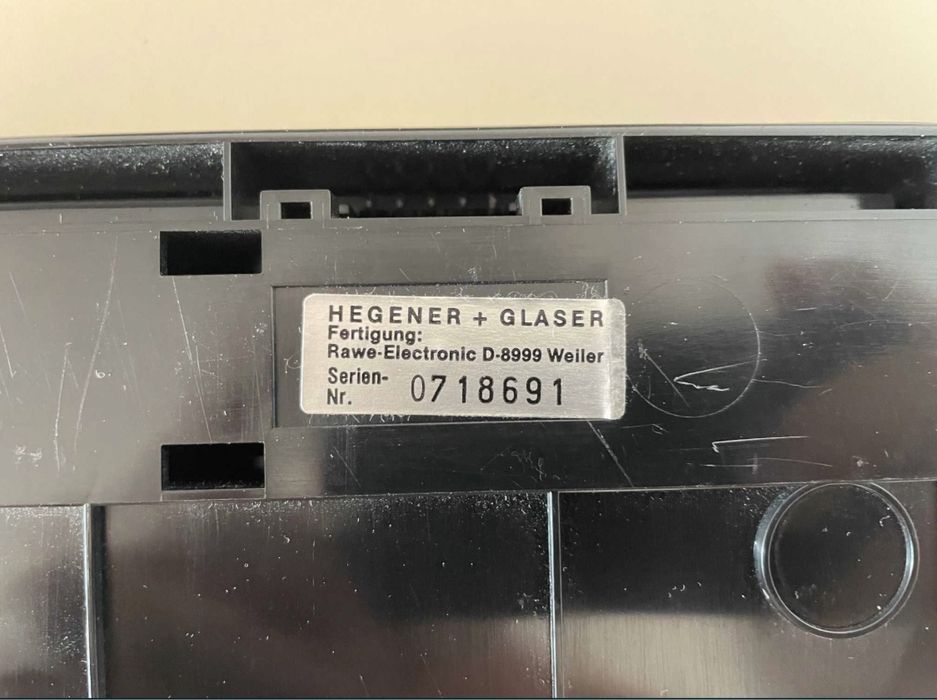 HEGENER + GLASER
Fertigung:
Rawe-Electronic D-8999 Weiler
Serien-
Nr. 0718691